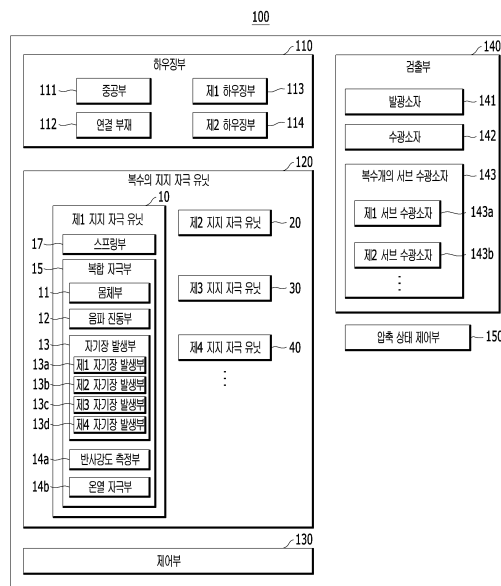 100
110
하우징부
111
중공부
제1 하우징부
113
112
연결 부재
제2 하우징부
114
120
복수의 지지 자극 유닛
10
제1 지지 자극 유닛
17
스프링부
15
복합 자극부
11
몸체부
12
음파 진동부
13
자기장 발생부
13a
제1 자기장 발생부
13b
제2 자기장 발생부
13c
제3 자기장 발생부
13d
제4 자기장 발생부
14a
반사강도 측정부
14b
온열 자극부
제2 지지 자극 유닛
20
제3 지지 자극 유닛
30
제4 지지 자극 유닛
40
130
제어부
140
검출부
발광소자
141
수광소자
142
복수개의 서브 수광소자
143
제1 서브 수광소자
143a
제2 서브 수광소자
143b
압축 상태 제어부
150